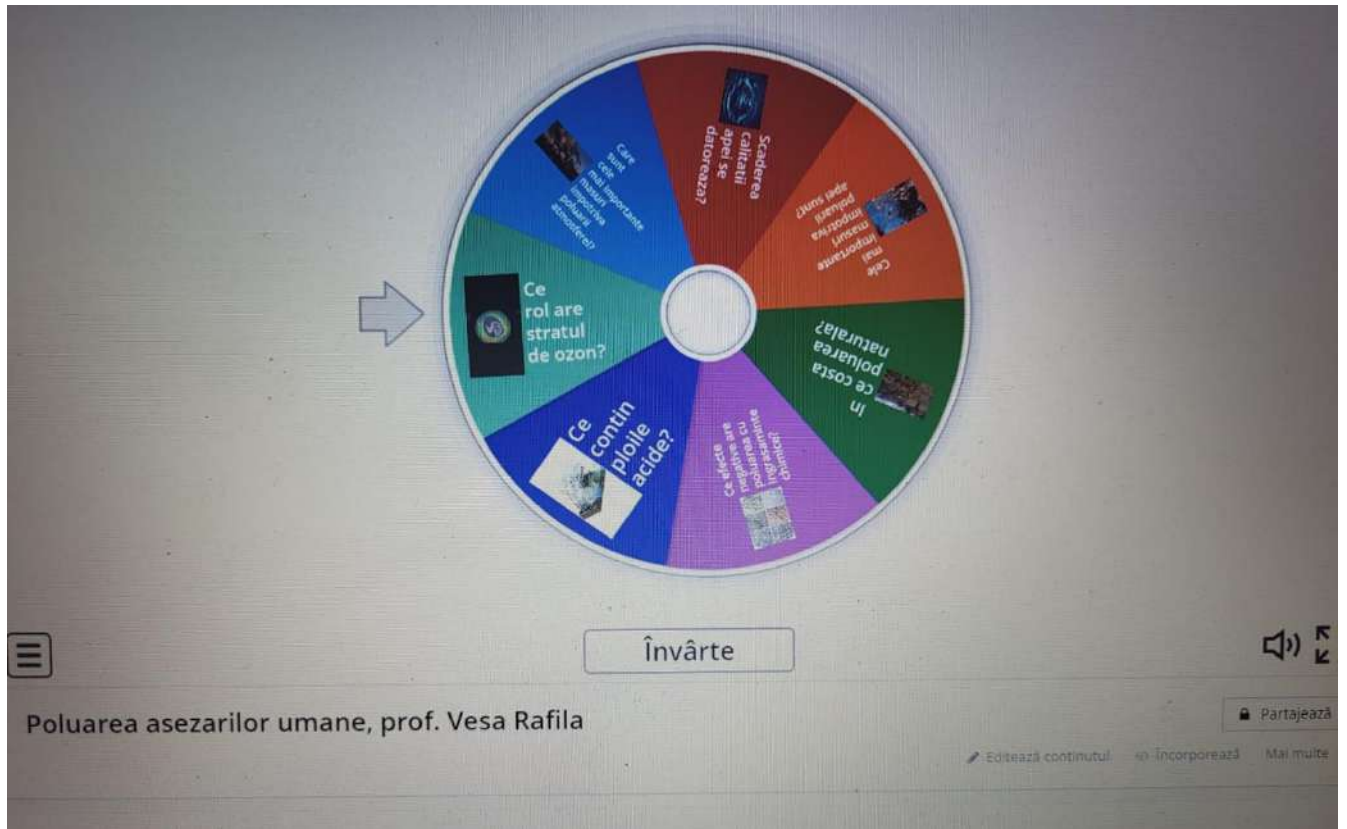 Scaderea
calitatii
apei se
datoreaza?
Cele
mai
importante
masuri
impotriva
poluarii
apei sunt?
In
ce costa
poluarea
naturala?
Ce efecte
negative are
poluarea cu
ingrasaminte
chimice?
Ce
contin
ploile
acide?
Ce
rol are
stratul
de ozon?
Care
sunt
cele
mai importante
masuri
impotriva
poluarii
atmosferei?
Învârte
Poluarea asezarilor umane, prof. Vesa Rafila
Partajează
Editează continutul
Încorporează
Mai multe